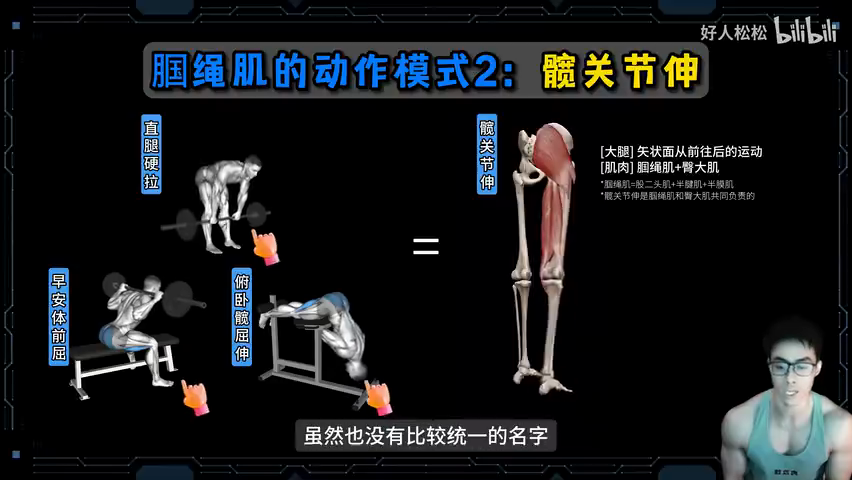 好人松松 bilibili
腘绳肌的动作模式2：髋关节伸
直腿硬拉
髋关节伸
[大腿] 矢状面从前往后的运动
[肌肉] 腘绳肌+臀大肌
*腘绳肌=股二头肌+半腱肌+半膜肌
*髋关节伸是腘绳肌和臀大肌共同负责的
=
早安体前屈
俯卧髋屈伸
虽然也没有比较统一的名字